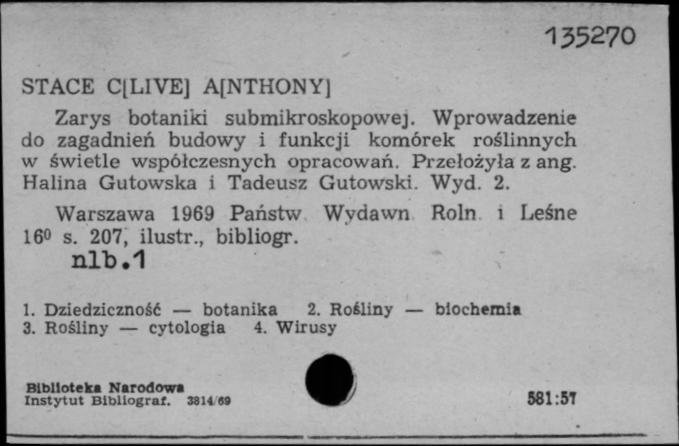 135270
STACE C[LIVE] A[NTHONY]
Zarys botaniki submikroskopowej. Wprowadzenie
do zagadnień budowy i funkcji komórek roślinnych
w świetle współczesnych opracowań. Przełożyła z ang.
Halina Gutowska i Tadeusz Gutowski. Wyd. 2.
Warszawa 1969 Państw. Wydawn. Roln. i Leśne
16⁰ s. 207, ilustr., bibliogr.
nlb.1
1. Dziedziczność — botanika 2. Rośliny — biochemia
3. Rośliny — cytologia 4. Wirusy
Biblioteka Narodowa
Instytut Bibliograf. 3814/69
581:57